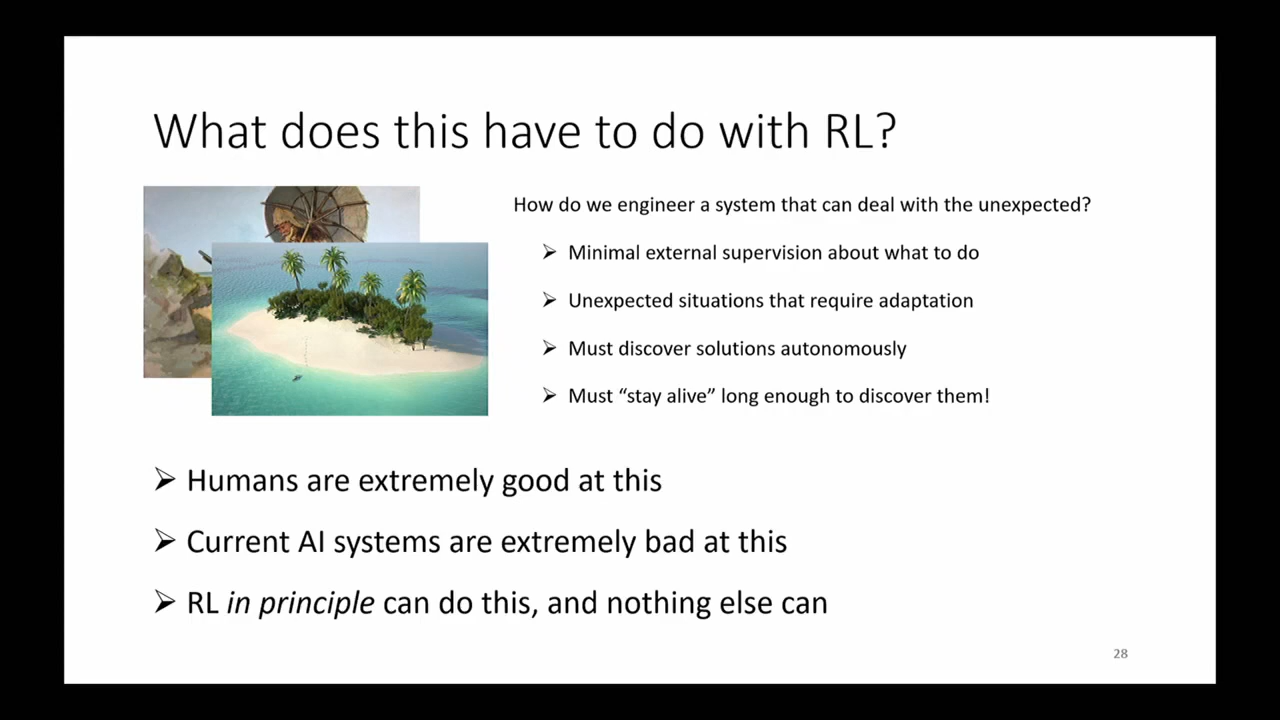 What does this have to do with RL?
How do we engineer a system that can deal with the unexpected?
➢ Minimal external supervision about what to do
➢ Unexpected situations that require adaptation
➢ Must discover solutions autonomously
➢ Must “stay alive” long enough to discover them!
➢ Humans are extremely good at this
➢ Current AI systems are extremely bad at this
➢ RL in principle can do this, and nothing else can
28